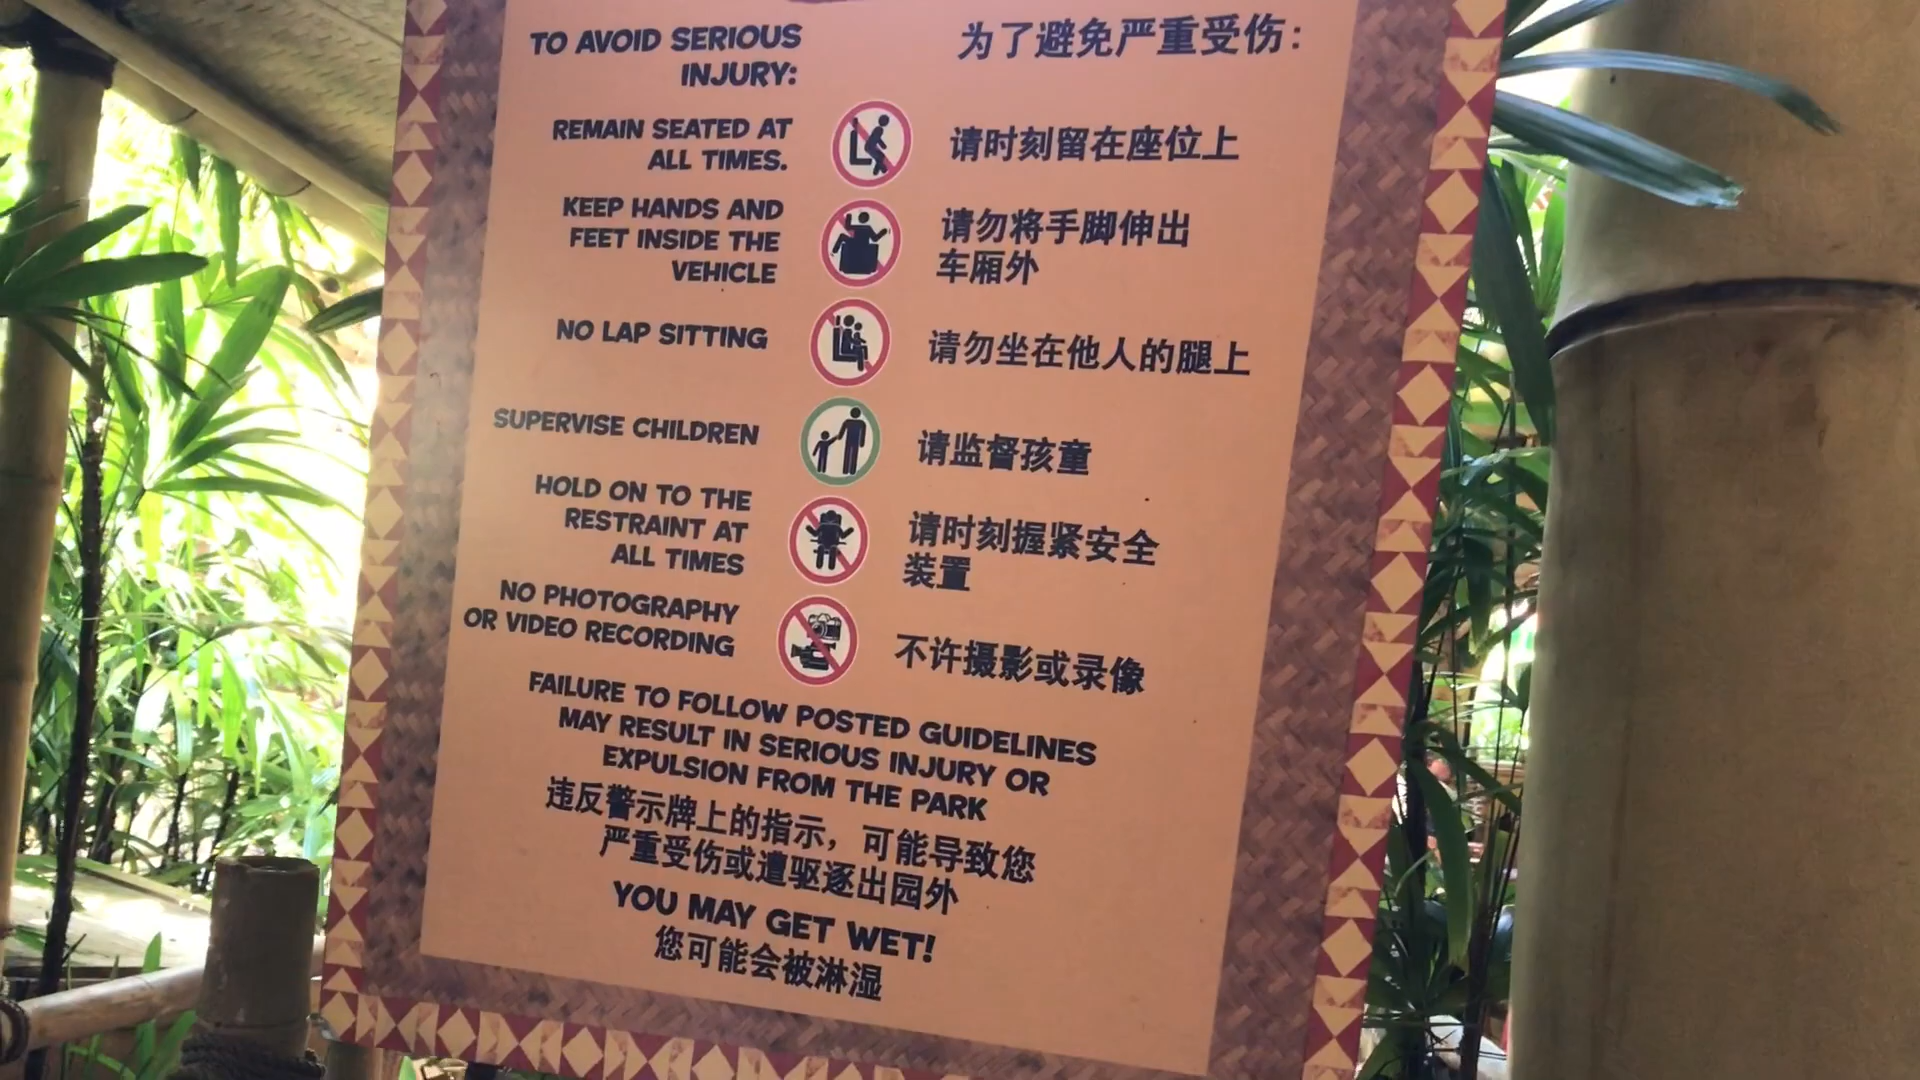 TO AVOID SERIOUS
INJURY:
为了避免严重受伤：
REMAIN SEATED AT
ALL TIMES.
请时刻留在座位上
KEEP HANDS AND
FEET INSIDE THE
VEHICLE
请勿将手脚伸出
车厢外
NO LAP SITTING
请勿坐在他人的腿上
SUPERVISE CHILDREN
请监督孩童
HOLD ON TO THE
RESTRAINT AT
ALL TIMES
请时刻握紧安全
装置
NO PHOTOGRAPHY
OR VIDEO RECORDING
不许摄影或录像
FAILURE TO FOLLOW POSTED GUIDELINES
MAY RESULT IN SERIOUS INJURY OR
EXPULSION FROM THE PARK
违反警示牌上的指示，可能导致您
严重受伤或遭驱逐出园外
YOU MAY GET WET!
您可能会被淋湿